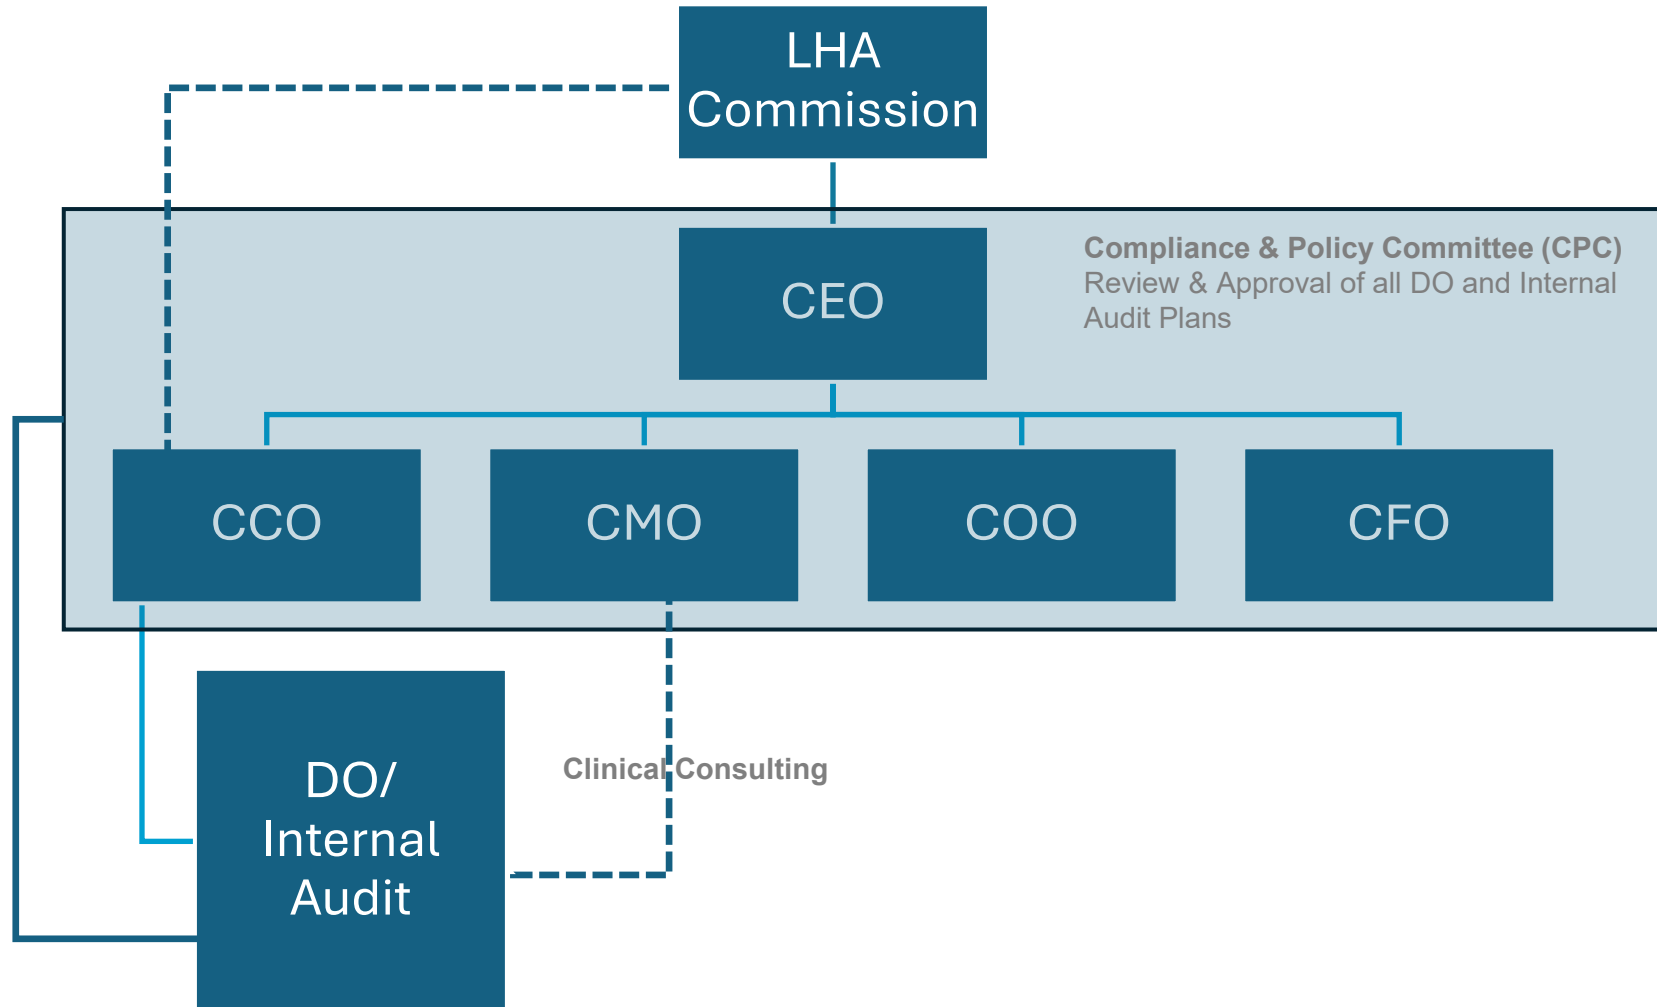 LHA
Commission
Compliance & Policy Committee (CPC)
Review & Approval of all DO and Internal
Audit Plans
CEO
CCO
CMO
COO
CFO
Clinical Consulting
DO/
Internal
Audit